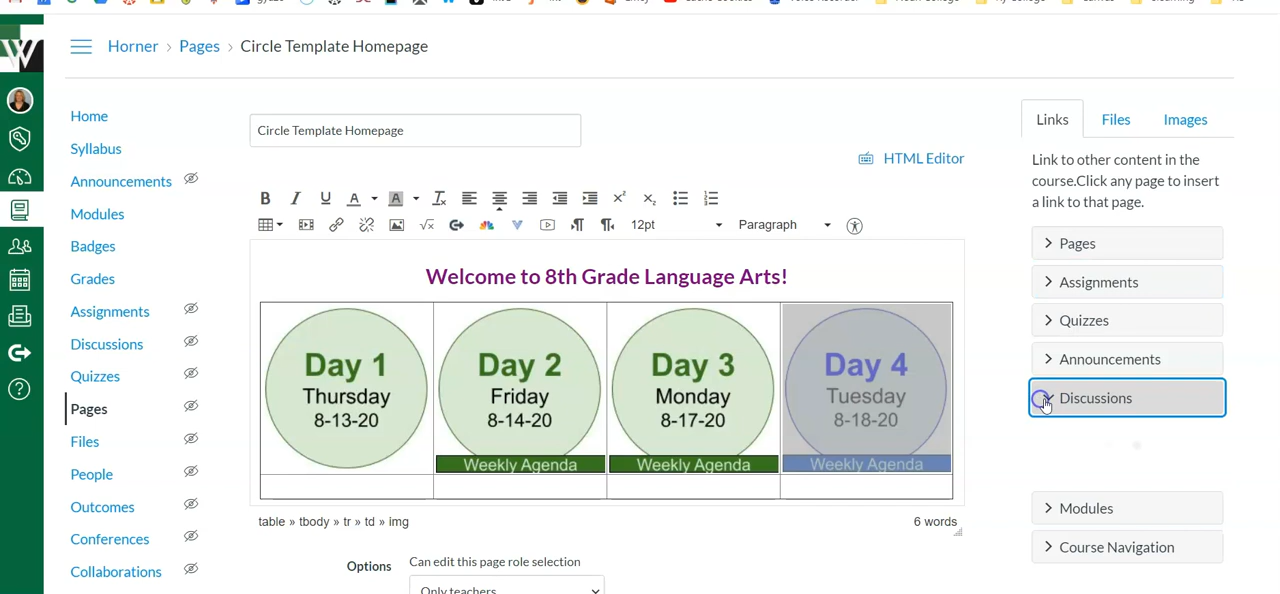 Horner › Pages › Circle Template Homepage
Home
Syllabus
Announcements
Modules
Badges
Grades
Assignments
Discussions
Quizzes
Pages
Files
People
Outcomes
Conferences
Collaborations
Circle Template Homepage
HTML Editor
12pt Paragraph
Welcome to 8th Grade Language Arts!
Day 1 Day 2 Day 3 Day 4
Thursday Friday Monday Tuesday
8-13-20 8-14-20 8-17-20 8-18-20
Weekly Agenda Weekly Agenda Weekly Agenda
table » tbody » tr » td » img 6 words
Options Can edit this page role selection
Only teachers
Links Files Images
Link to other content in the
course.Click any page to insert
a link to that page.
Pages
Assignments
Quizzes
Announcements
Discussions
Modules
Course Navigation